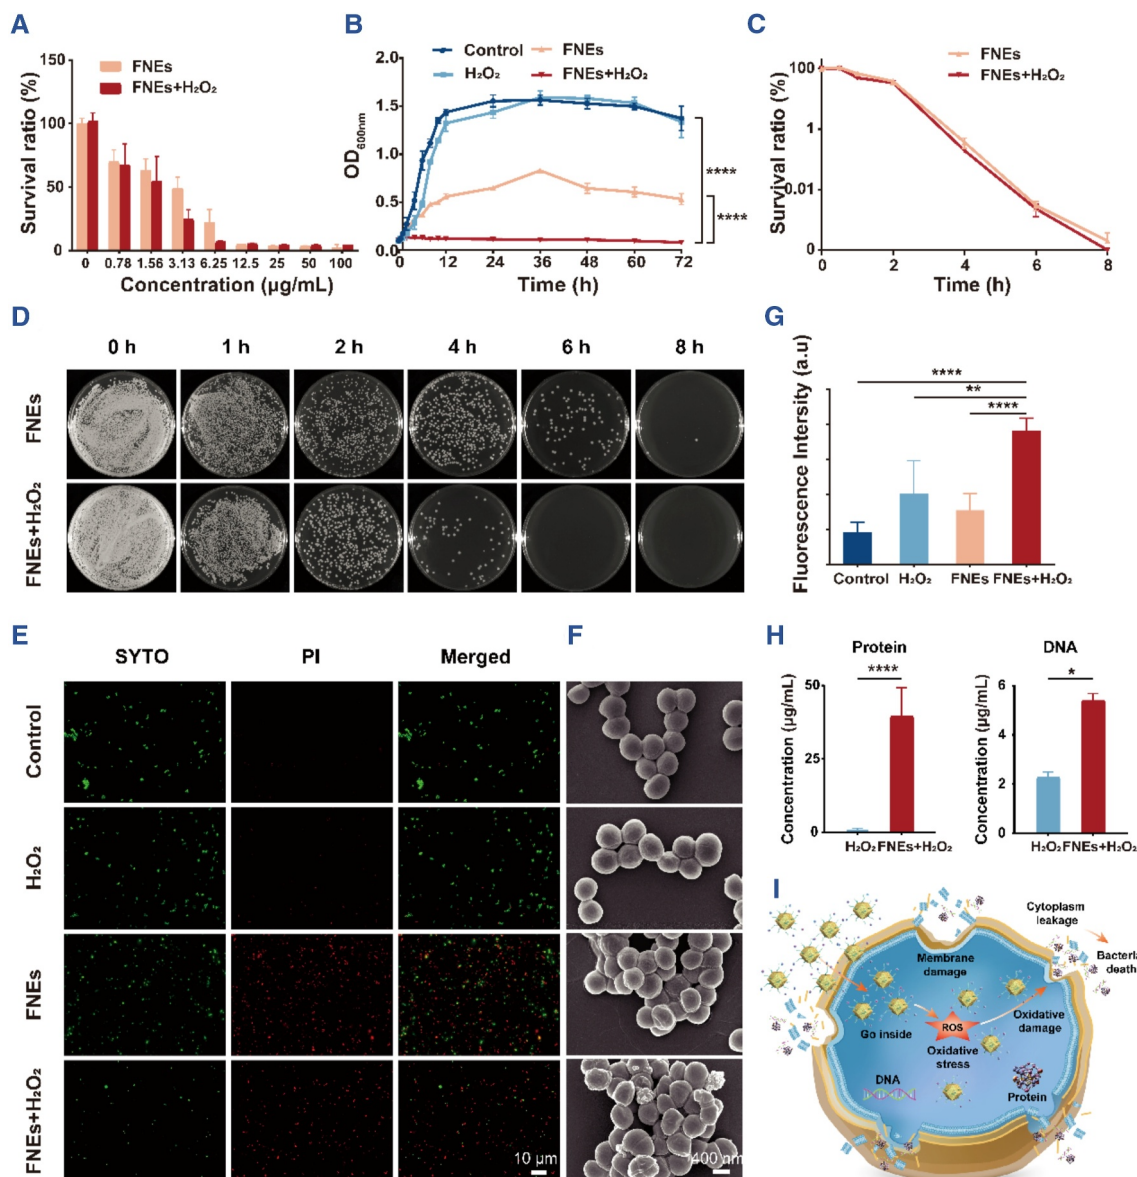 A
Survival ratio (%)
150
100
50
0
FNEs
FNEs+H₂O₂
0 0.78 1.56 3.13 6.25 12.5 25 50 100
Concentration (μg/mL)
B
Control
FNEs
H₂O₂
FNEs+H₂O₂
OD600nm
2.0
1.5
1.0
0.5
0.0
****
****
0 12 24 36 48 60 72
Time (h)
C
FNEs
FNEs+H₂O₂
Survival ratio (%)
100
1
0.01
0
0 2 4 6 8
Time (h)
D
0 h 1 h 2 h 4 h 6 h 8 h
FNEs
FNEs+H₂O₂
G
Fluorescence Intersity (a.u)
****
**
****
Control H₂O₂ FNEs FNEs+H₂O₂
E
SYTO PI Merged
Control
H₂O₂
FNEs
FNEs+H₂O₂
10 μm
F
400 nm
H
Protein
Concentration (μg/mL)
50
25
0
****
H₂O₂ FNEs+H₂O₂
DNA
Concentration (μg/mL)
6
4
2
0
*
H₂O₂ FNEs+H₂O₂
I
Cytoplasm
leakage
Bacteria
death
Membrane
damage
Go inside
ROS
Oxidative
stress
Oxidative
damage
DNA
Protein